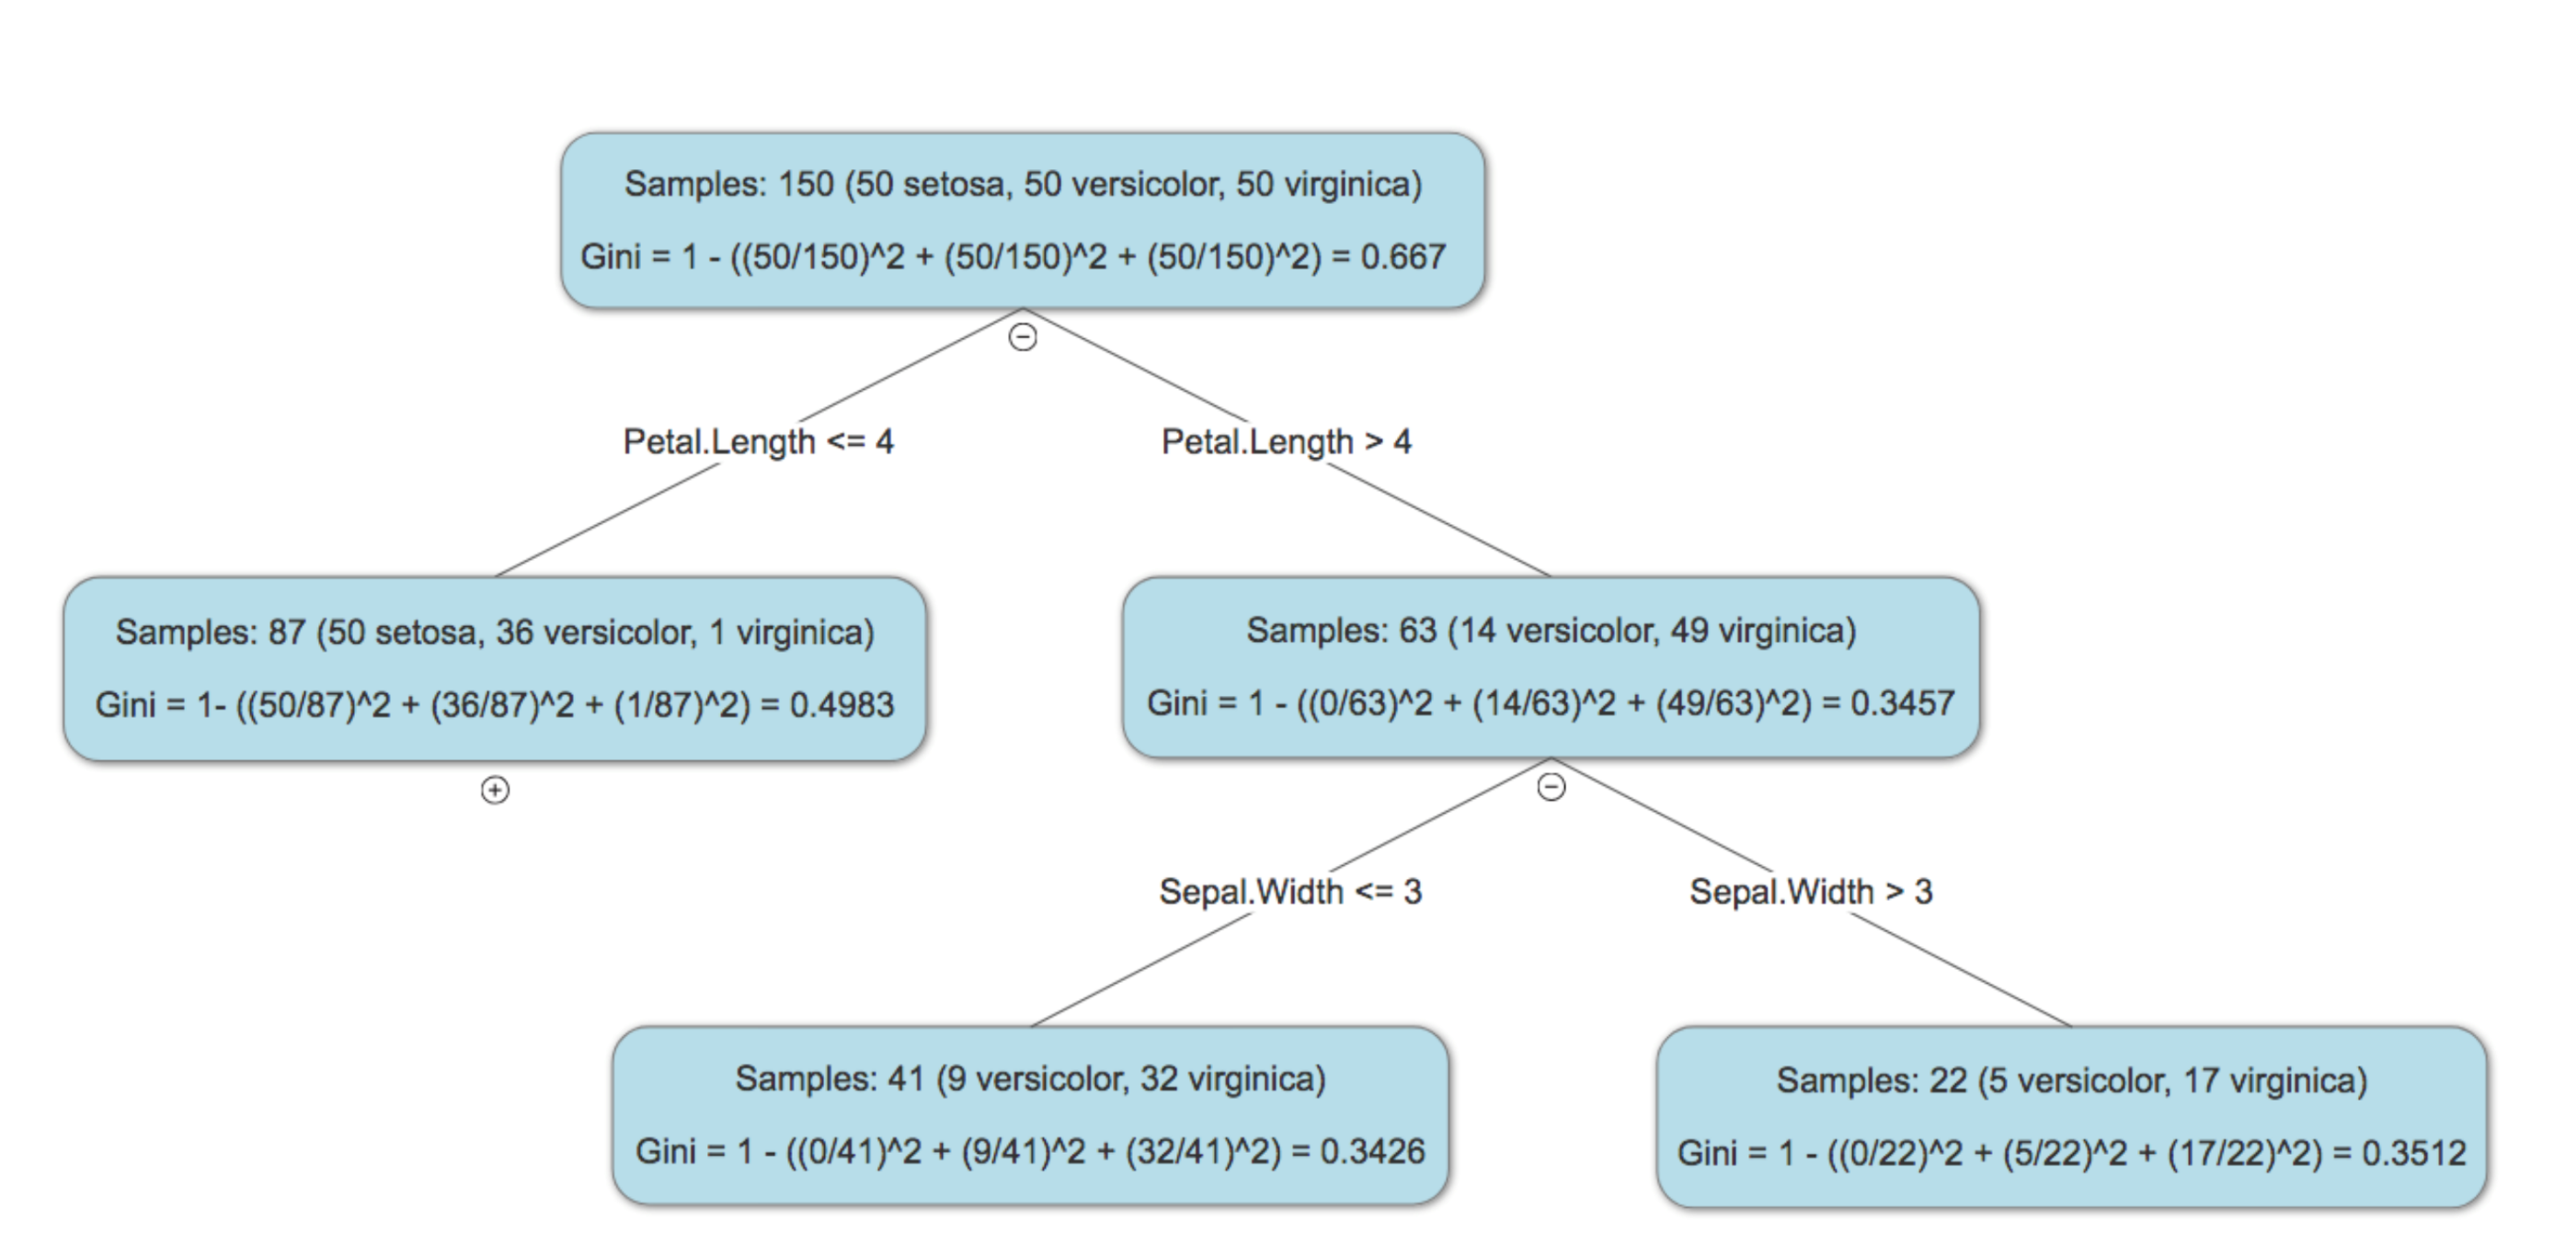 Samples: 150 (50 setosa, 50 versicolor, 50 virginica)
Gini = 1 - ((50/150)^2 + (50/150)^2 + (50/150)^2) = 0.667
Petal.Length <= 4
Petal.Length > 4
Samples: 87 (50 setosa, 36 versicolor, 1 virginica)
Gini = 1- ((50/87)^2 + (36/87)^2 + (1/87)^2) = 0.4983
Samples: 63 (14 versicolor, 49 virginica)
Gini = 1 - ((0/63)^2 + (14/63)^2 + (49/63)^2) = 0.3457
Sepal.Width <= 3
Sepal.Width > 3
Samples: 41 (9 versicolor, 32 virginica)
Gini = 1 - ((0/41)^2 + (9/41)^2 + (32/41)^2) = 0.3426
Samples: 22 (5 versicolor, 17 virginica)
Gini = 1 - ((0/22)^2 + (5/22)^2 + (17/22)^2) = 0.3512